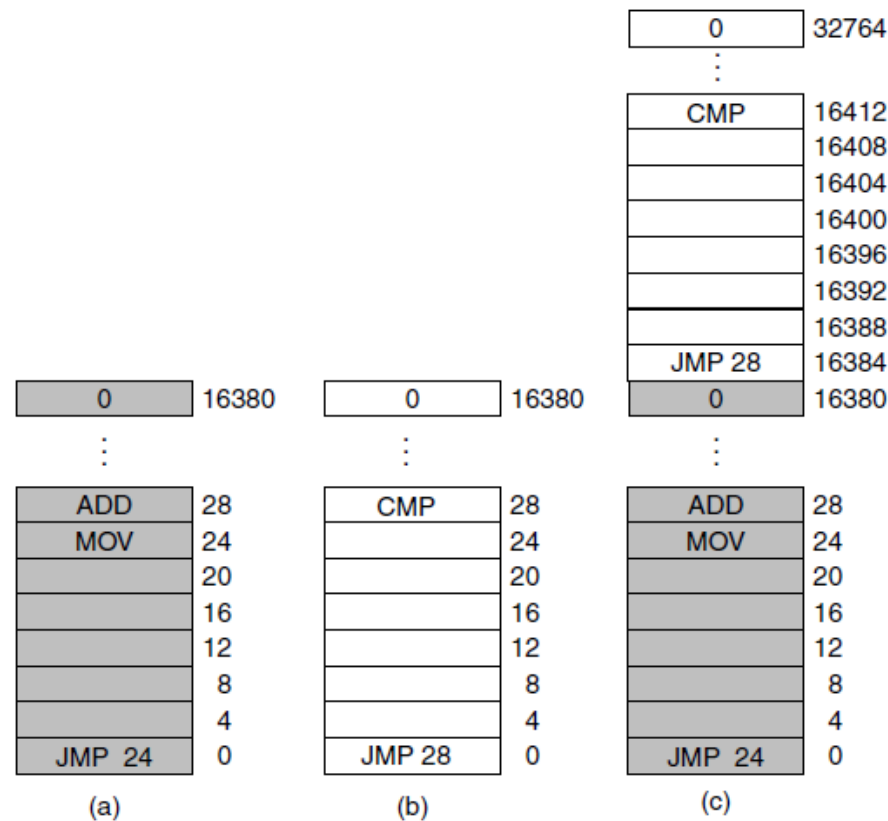 0 32764
⋮
CMP 16412
16408
16404
16400
16396
16392
16388
JMP 28 16384
0 16380 0 16380 0 16380
⋮ ⋮ ⋮
ADD 28 CMP 28 ADD 28
MOV 24 24 MOV 24
20 20 20
16 16 16
12 12 12
8 8 8
4 4 4
JMP 24 0 JMP 28 0 JMP 24 0
(a) (b) (c)